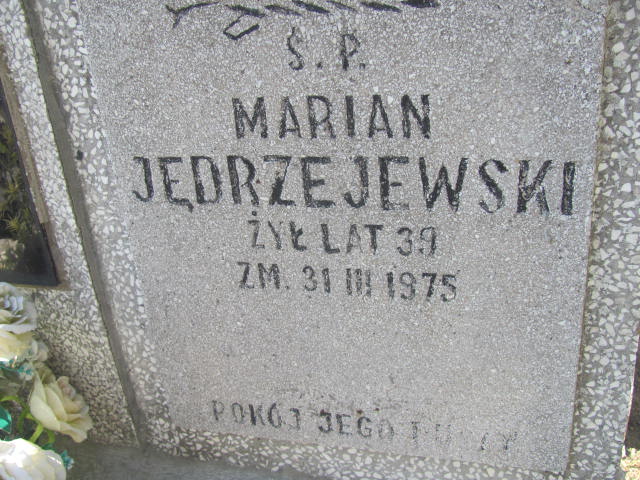 Ś. P.
MARIAN
JĘDRZEJEWSKI
ŻYŁ LAT 39
ZM. 31 III 1975
POKÓJ JEGO